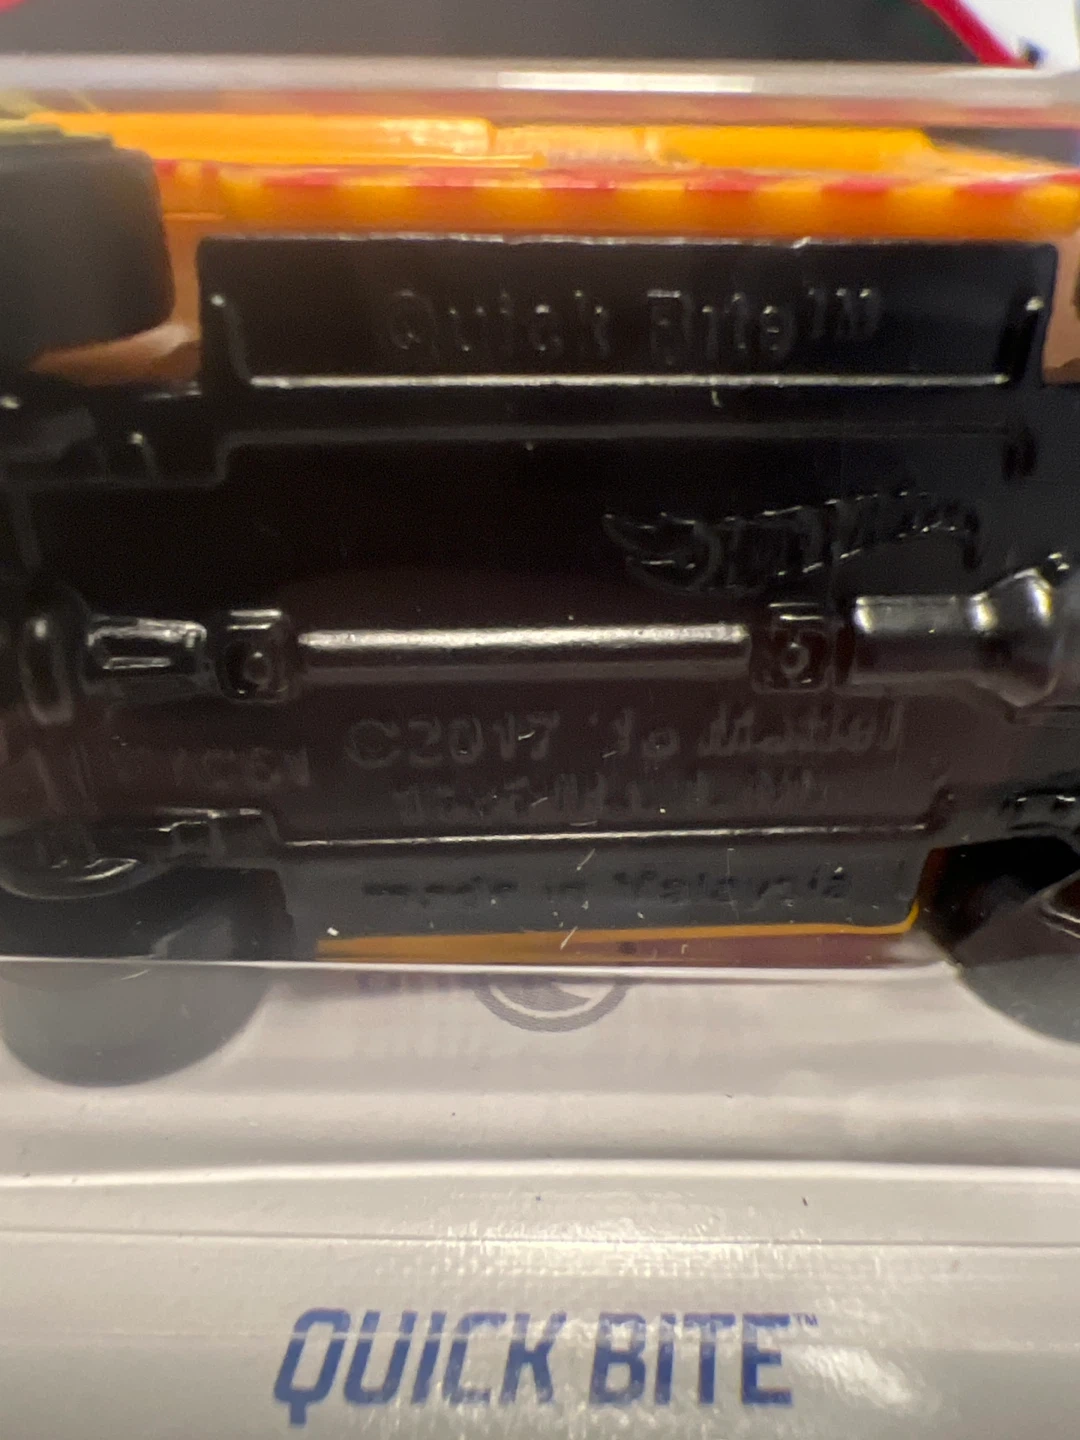 Quick Bite™
Hot Wheels
©2017 Mattel
made in Malaysia
QUICK BITE™